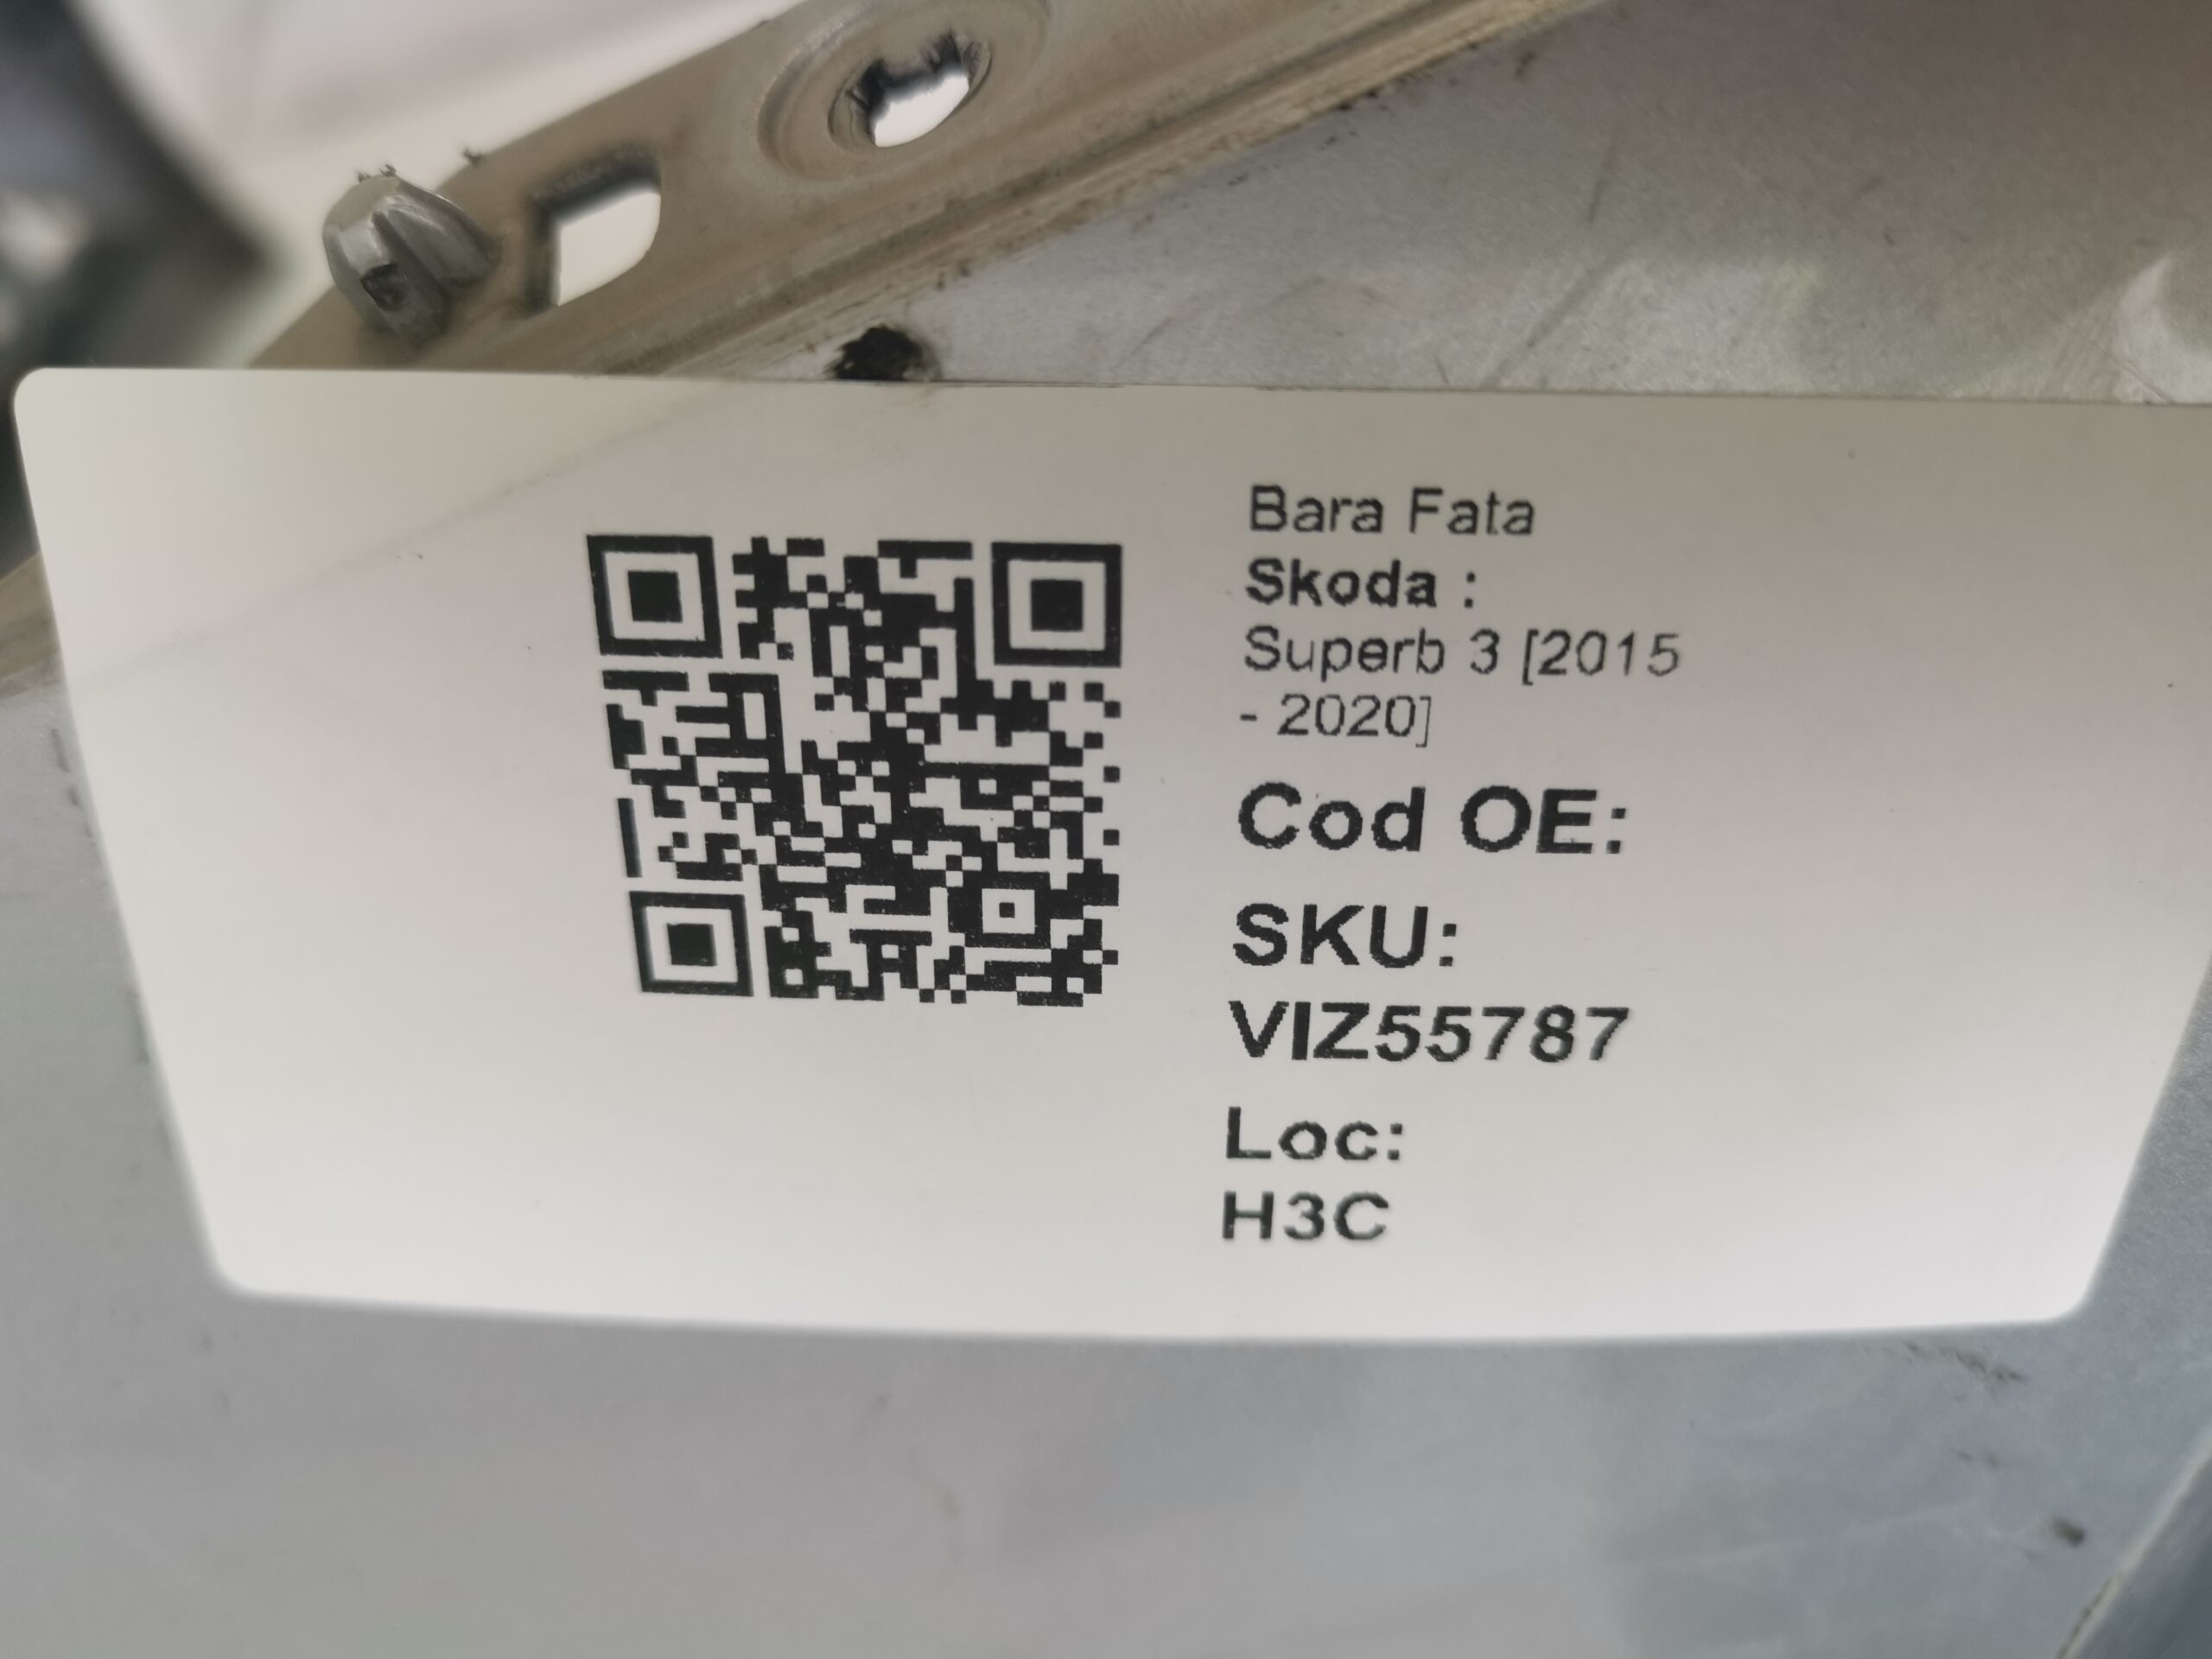 Bara Fata
Skoda :
Superb 3 [2015
- 2020]
Cod OE:
SKU:
VIZ55787
Loc:
H3C